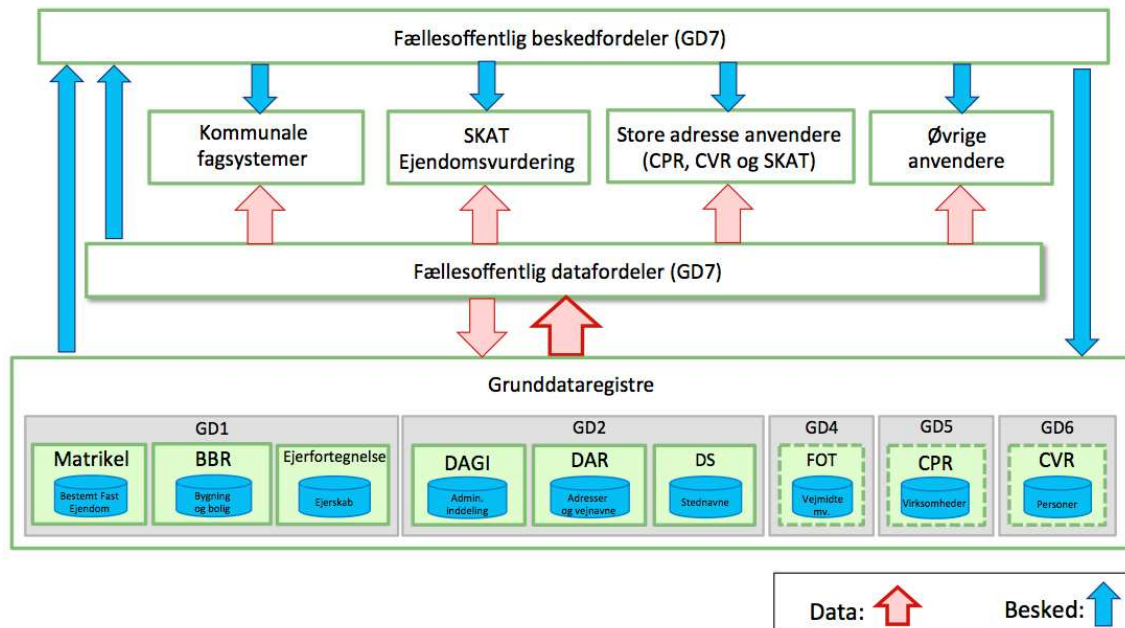 Fællesoffentlig beskedfordeler (GD7)
Kommunale
fagsystemer
SKAT
Ejendomsvurdering
Store adresse anvendere
(CPR, CVR og SKAT)
Øvrige
anvendere
Fællesoffentlig datafordeler (GD7)
Grunddataregistre
GD1
Matrikel
Bestemt Fast
Ejendom
BBR
Bygning
og bolig
Ejerfortegnelse
Ejerskab
GD2
DAGI
Admin.
inddeling
DAR
Adresser
og vejnavne
DS
Stednavne
GD4
FOT
Vejmidte
mv.
GD5
CPR
Virksomheder
GD6
CVR
Personer
Data:
Besked: